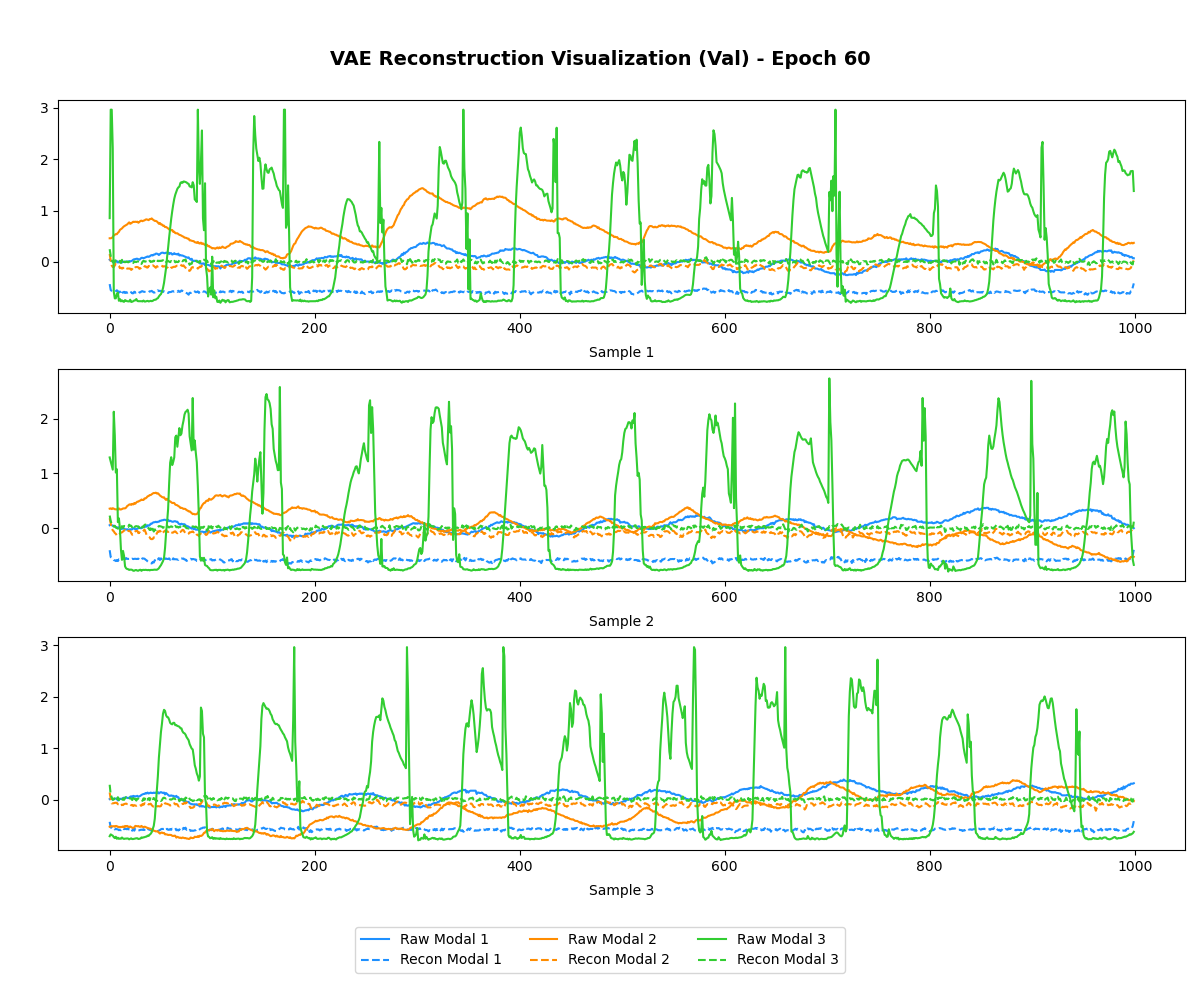 VAE Reconstruction Visualization (Val) - Epoch 60
3
2
1
0
0 200 400 600 800 1000
Sample 1
2
1
0
0 200 400 600 800 1000
Sample 2
3
2
1
0
0 200 400 600 800 1000
Sample 3
Raw Modal 1 Raw Modal 2 Raw Modal 3
Recon Modal 1 Recon Modal 2 Recon Modal 3